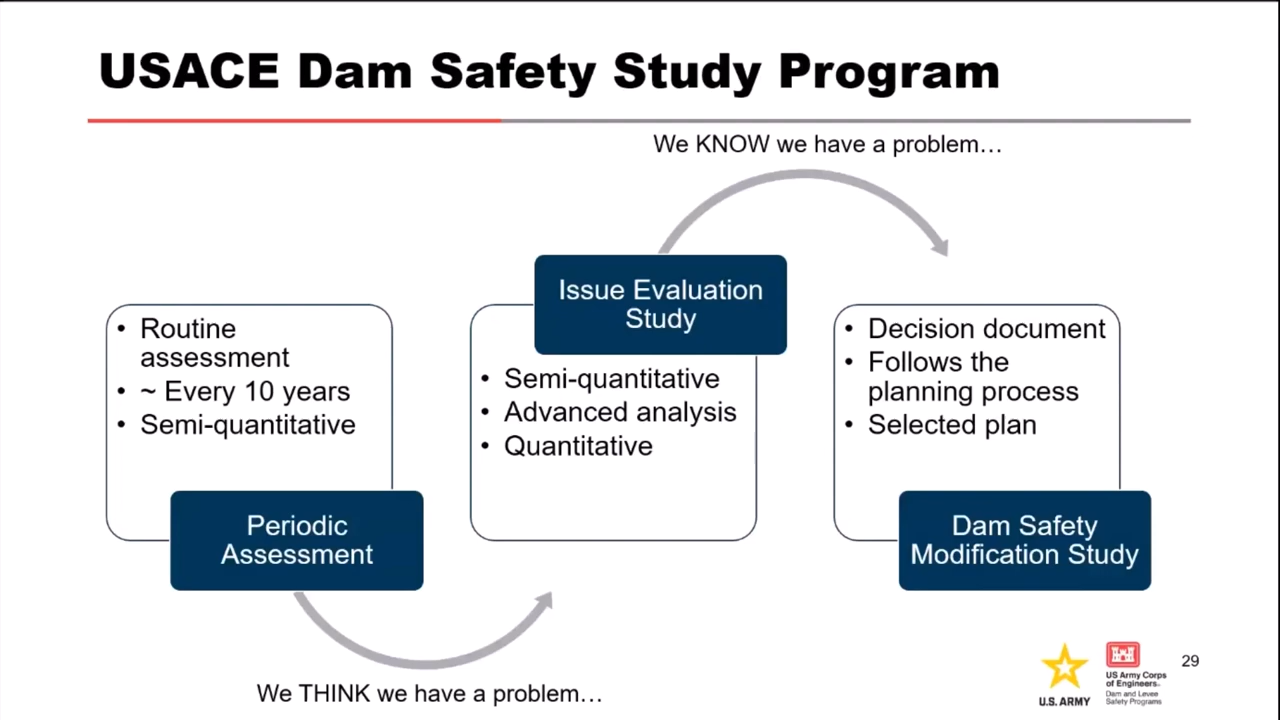 USACE Dam Safety Study Program
We KNOW we have a problem…
Issue Evaluation
Study
• Routine
assessment
• ~ Every 10 years
• Semi-quantitative
Periodic
Assessment
• Semi-quantitative
• Advanced analysis
• Quantitative
• Decision document
• Follows the
planning process
• Selected plan
Dam Safety
Modification Study
We THINK we have a problem…
U.S. ARMY
US Army Corps
of Engineers®
Dam and Levee
Safety Programs
29